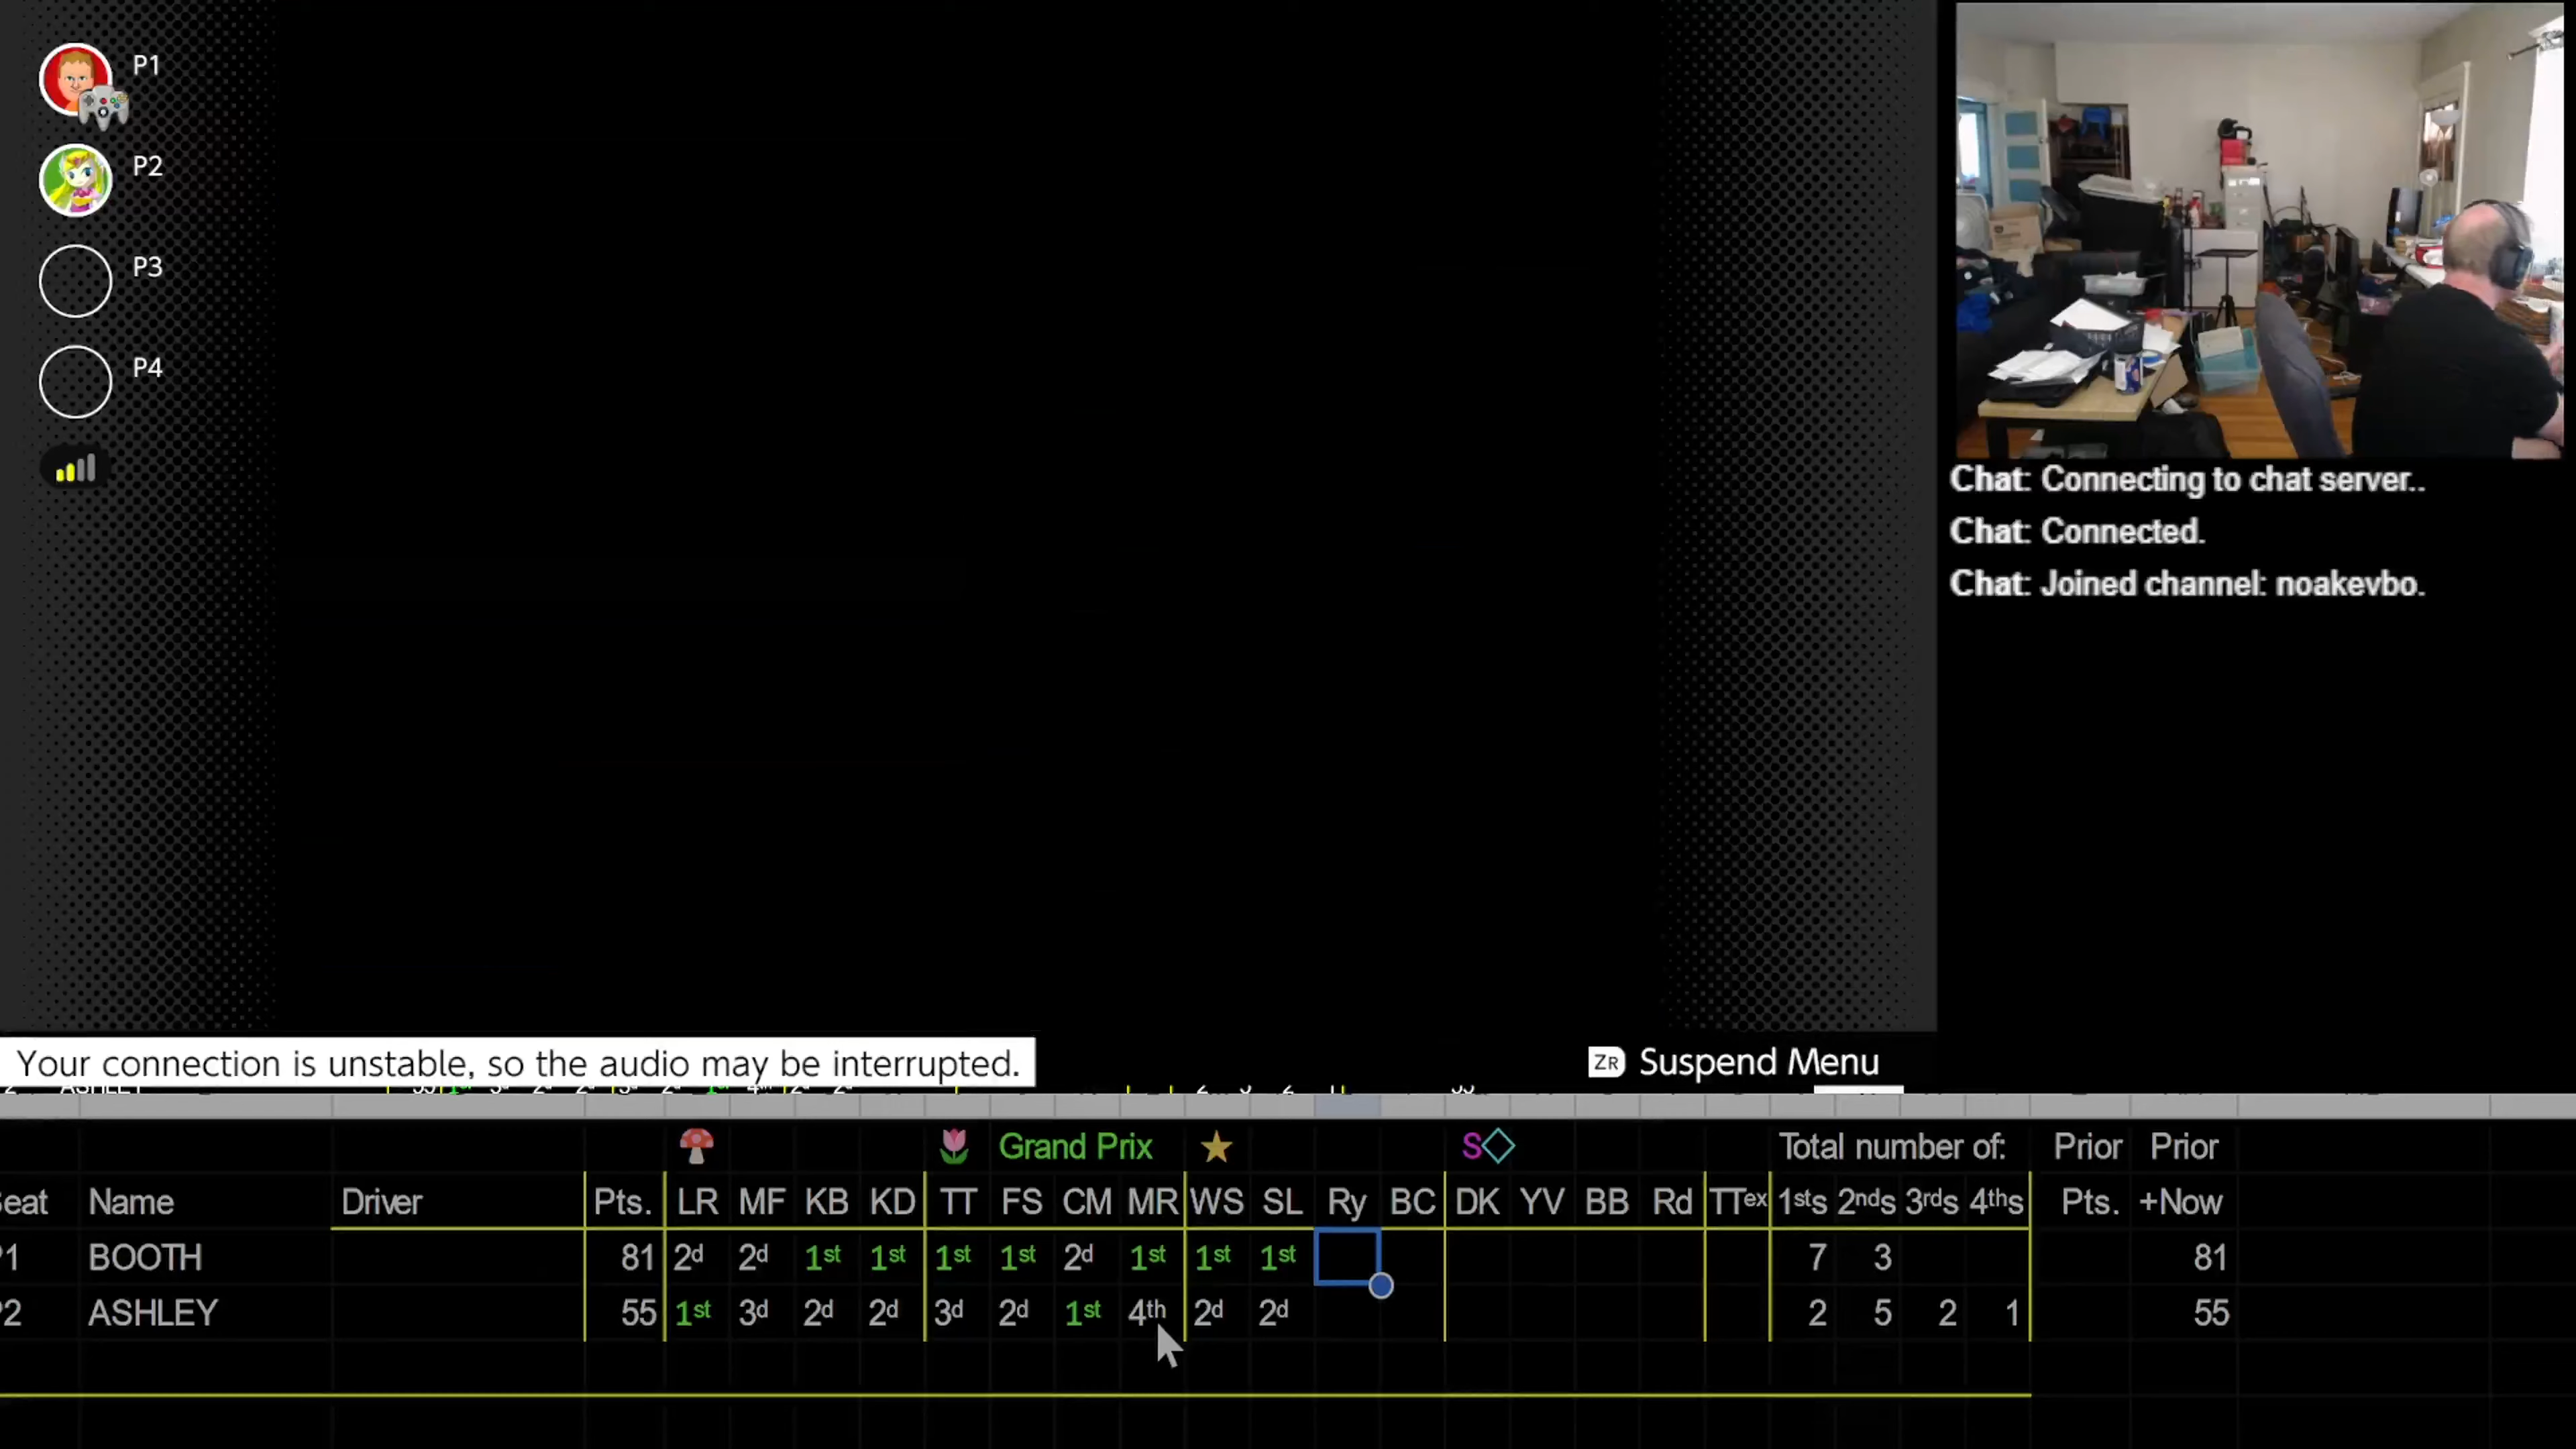 P1
P2
P3
P4
Chat: Connecting to chat server..
Chat: Connected.
Chat: Joined channel: noakevbo.
Your connection is unstable, so the audio may be interrupted.
ZR Suspend Menu
Grand Prix S Total number of: Prior Prior
eat Name Driver Pts. LR MF KB KD TT FS CM MR WS SL Ry BC DK YV BB Rd TTex 1sts 2nds 3rds 4ths Pts. +Now
1 BOOTH 81 2d 2d 1st 1st 1st 1st 2d 1st 1st 1st 7 3 81
2 ASHLEY 55 1st 3d 2d 2d 3d 2d 1st 4th 2d 2d 2 5 2 1 55